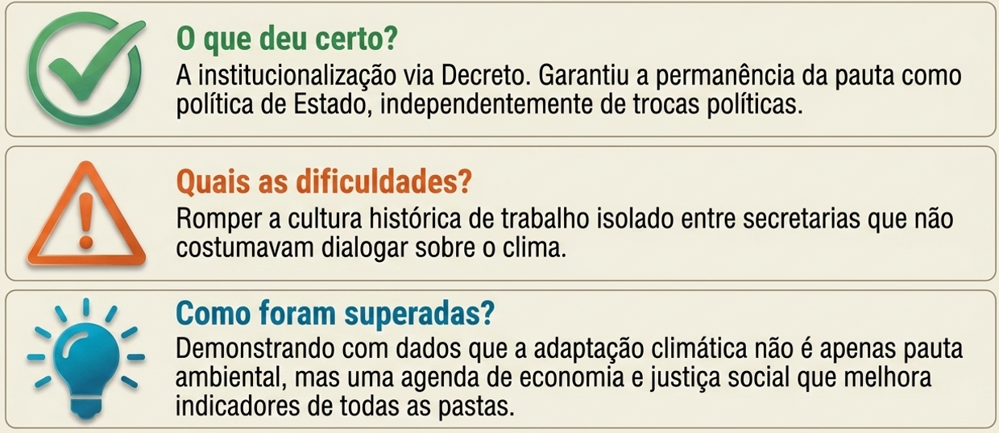 O que deu certo?
A institucionalização via Decreto. Garantiu a permanência da pauta como
política de Estado, independentemente de trocas políticas.
Quais as dificuldades?
Romper a cultura histórica de trabalho isolado entre secretarias que não
costumavam dialogar sobre o clima.
Como foram superadas?
Demonstrando com dados que a adaptação climática não é apenas pauta
ambiental, mas uma agenda de economia e justiça social que melhora
indicadores de todas as pastas.